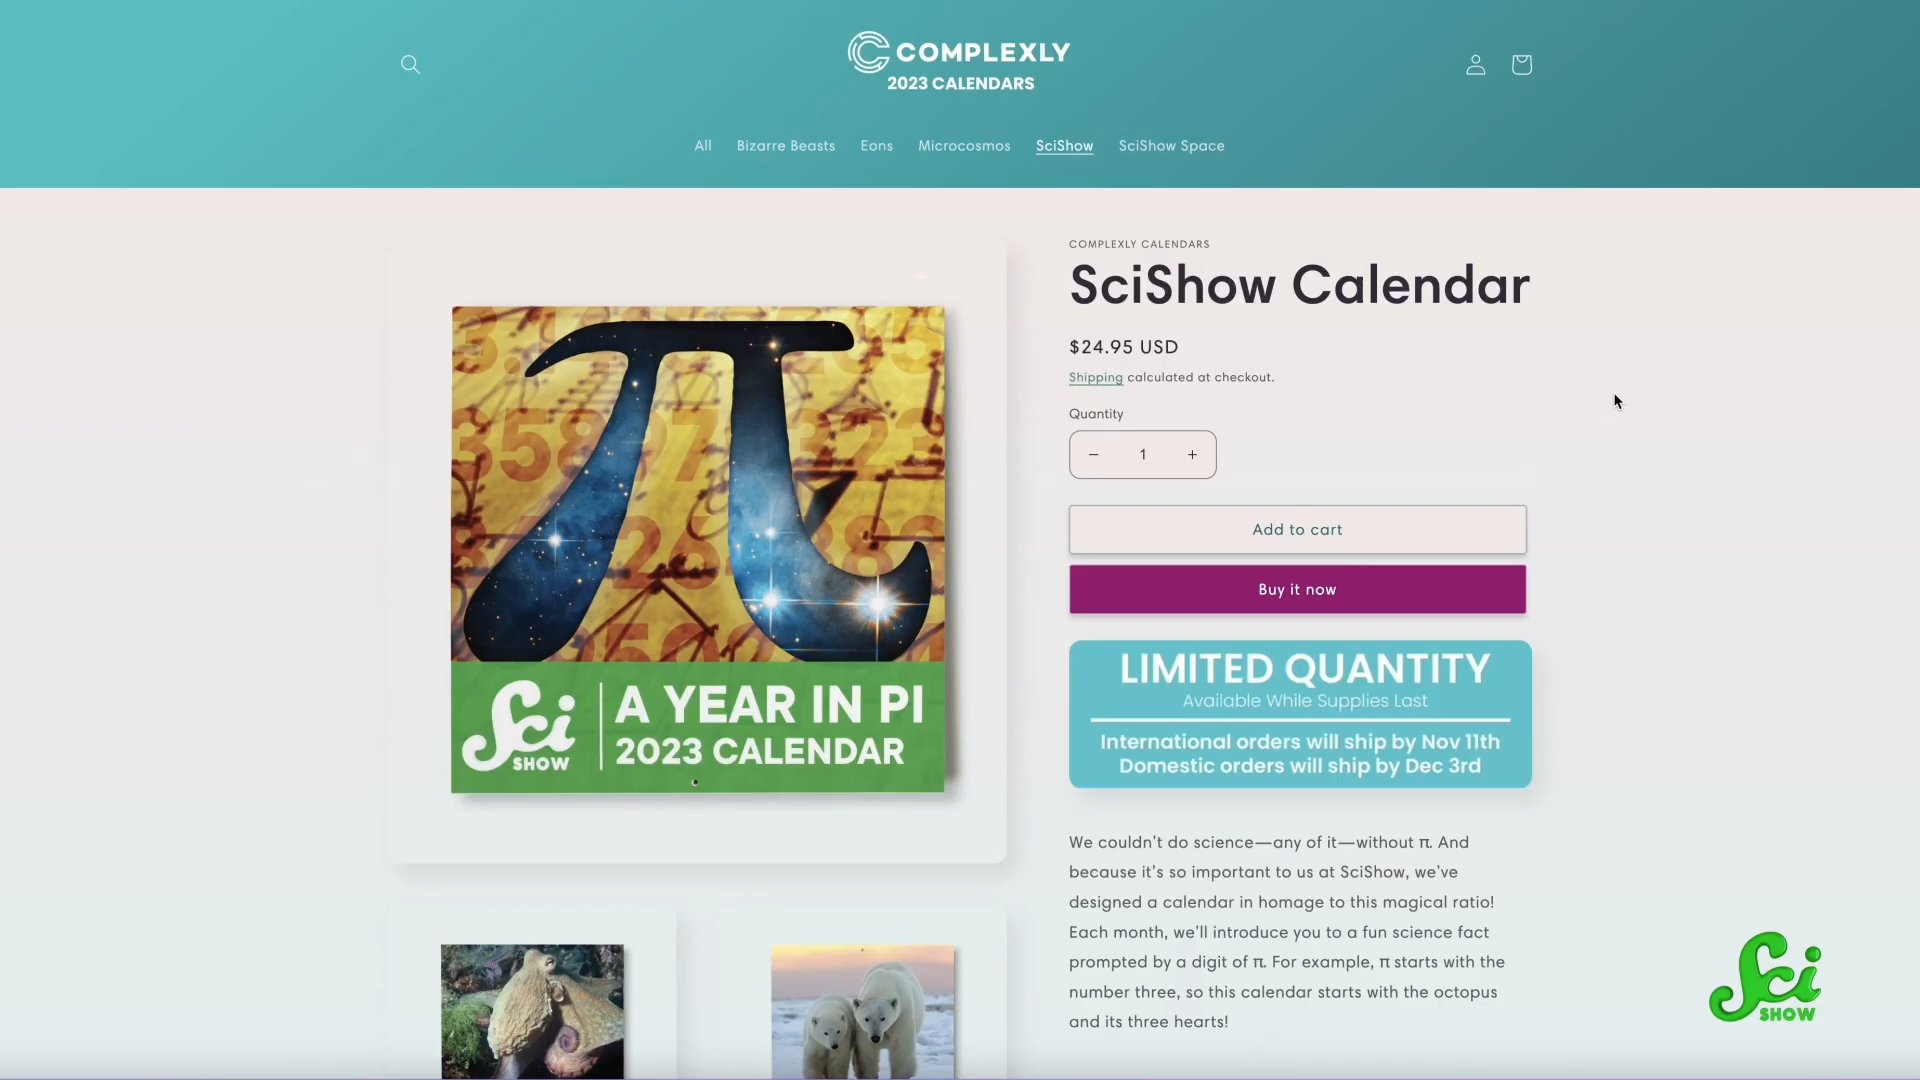 COMPLEXLY
2023 CALENDARS
All Bizarre Beasts Eons Microcosmos SciShow SciShow Space
COMPLEXLY CALENDARS
SciShow Calendar
$24.95 USD
Shipping calculated at checkout.
Quantity
− 1 +
Add to cart
Buy it now
LIMITED QUANTITY
Available While Supplies Last
International orders will ship by Nov 11th
Domestic orders will ship by Dec 3rd
We couldn't do science—any of it—without π. And
because it's so important to us at SciShow, we've
designed a calendar in homage to this magical ratio!
Each month, we'll introduce you to a fun science fact
prompted by a digit of π. For example, π starts with the
number three, so this calendar starts with the octopus
and its three hearts!
π
Sci
SHOW
A YEAR IN PI
2023 CALENDAR
Sci
SHOW